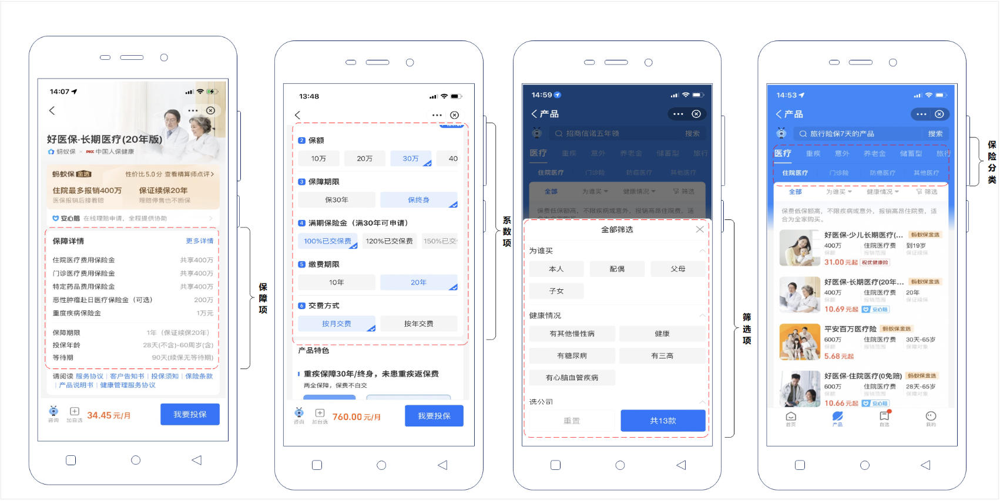 14:07
好医保·长期医疗(20年版)
蚂蚁保 × PICC 中国人保健康
蚂蚁保 金选 性价比5.0分 查看精算师点评>
住院最多报销400万 保证续保20年
医保报销后接着赔 理赔停售也不断保
安心赔 在线理赔申请，全程提供协助
保障详情 更多详情
住院医疗费用保险金 共享400万
门诊医疗费用保险金 共享400万
特定药品费用保险金 共享400万
恶性肿瘤赴日医疗保险金（可选） 200万
重度疾病保险金 1万元
保障期限 1年（保证续保20年）
投保年龄 28天(不含)-60周岁(含)
等待期 90天(续保无等待期)
请阅读 服务协议 | 客户告知书 | 投保须知 | 保险条款
| 产品说明书 | 健康管理服务协议
咨询 加自选 34.45元/月 我要投保
保障项
13:48
2 保额
10万 20万 30万 40
3 保障期限
保30年 保终身
4 满期保险金（满30年可申请）
100%已交保费 120%已交保费 150%已交
5 缴费期限
10年 20年
6 交费方式
按月交费 按年交费
产品特色
重疾保障30年/终身，未患重疾返保费
两全保障，保费不白交
咨询 加自选 760.00元/月 我要投保
系数项
14:59
产品
招商信诺五年领 搜索
医疗 重疾 意外 养老金 储蓄型 旅行
住院医疗 门诊险 防癌医疗 其他医疗
全部 为谁买 健康情况 筛选
保费低保额高，不限疾病或意外，报销高昂住院费，适
合为全家购买。
全部筛选
为谁买
本人 配偶 父母
子女
健康情况
有其他慢性病 健康
有糖尿病 有三高
有心脑血管疾病
选公司
重置 共13款
筛选项
14:53
产品
旅行险保7天的产品 搜索
医疗 重疾 意外 养老金 储蓄型 旅行
住院医疗 门诊险 防癌医疗 其他医疗
全部 为谁买 健康情况 筛选
保费低保额高，不限疾病或意外，报销高昂住院费，适
合为全家购买。
好医保·少儿长期医疗(... 蚂蚁保金选
400万 住院医疗费 到19岁
保额 报销范围 保证续保
31.00元起 税优健康险
好医保·长期医疗(20年... 蚂蚁保金选
400万 住院医疗费 20年
保额 报销范围 保证续保
10.69元起 安心赔
平安百万医疗险 蚂蚁保金选
600万 住院医疗费 30天-65岁
保额 报销范围 保障对象
5.68元起
好医保·住院医疗(0免赔) 蚂蚁保金选
600万 住院医疗费 28天-65岁
保额 报销范围 保障对象
10.66元起 安心赔
首页 产品 自选 我的
保险分类